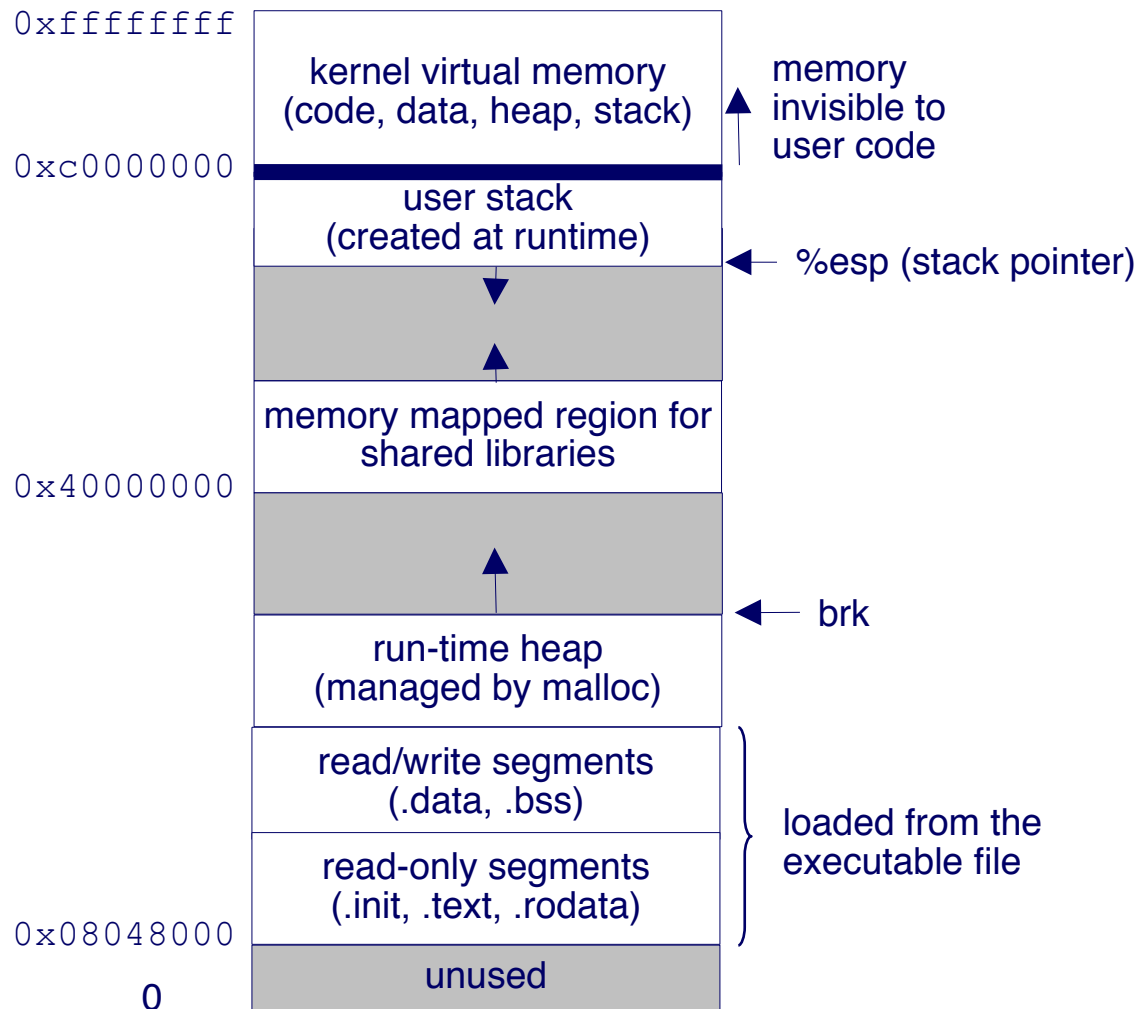 0xffffffff
kernel virtual memory
(code, data, heap, stack)
memory
invisible to
user code
0xc0000000
user stack
(created at runtime)
%esp (stack pointer)
memory mapped region for
shared libraries
0x40000000
brk
run-time heap
(managed by malloc)
read/write segments
(.data, .bss)
loaded from the
executable file
read-only segments
(.init, .text, .rodata)
0x08048000
unused
0